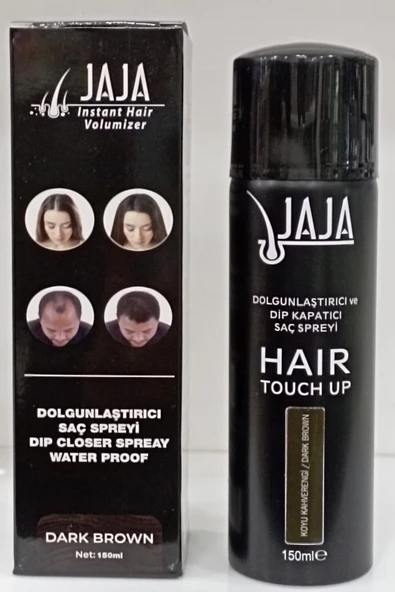 JAJA
Instant Hair
Volumizer
DOLGUNLAŞTIRICI
SAÇ SPREYİ
DIP CLOSER SPREAY
WATER PROOF
DARK BROWN
Net: 150ml
JAJA
DOLGUNLAŞTIRICI ve
DİP KAPATICI
SAÇ SPREYİ
HAIR
TOUCH UP
KOYU KAHVERENGİ / DARK BROWN
150ml℮